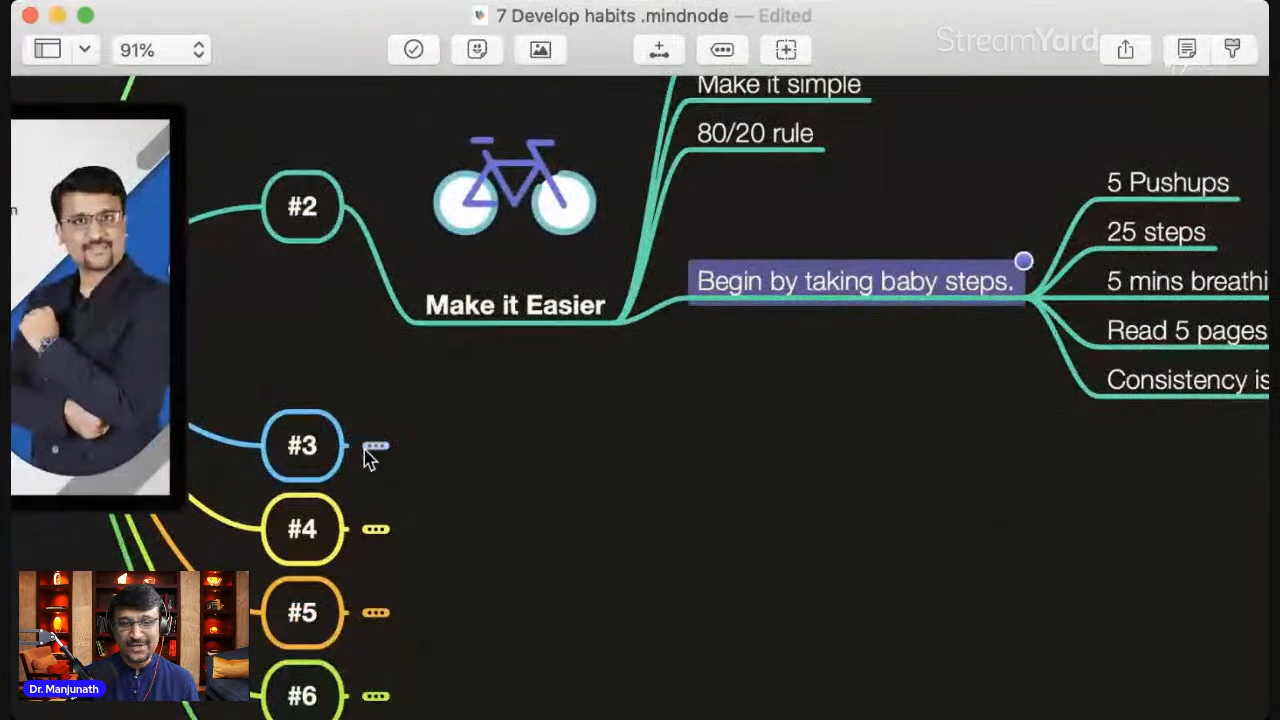 7 Develop habits .mindnode — Edited
91%
StreamYard
Make it simple
80/20 rule
#2
5 Pushups
25 steps
Begin by taking baby steps.
5 mins breathi
Make it Easier
Read 5 pages
Consistency is
#3
#4
#5
#6
Dr. Manjunath